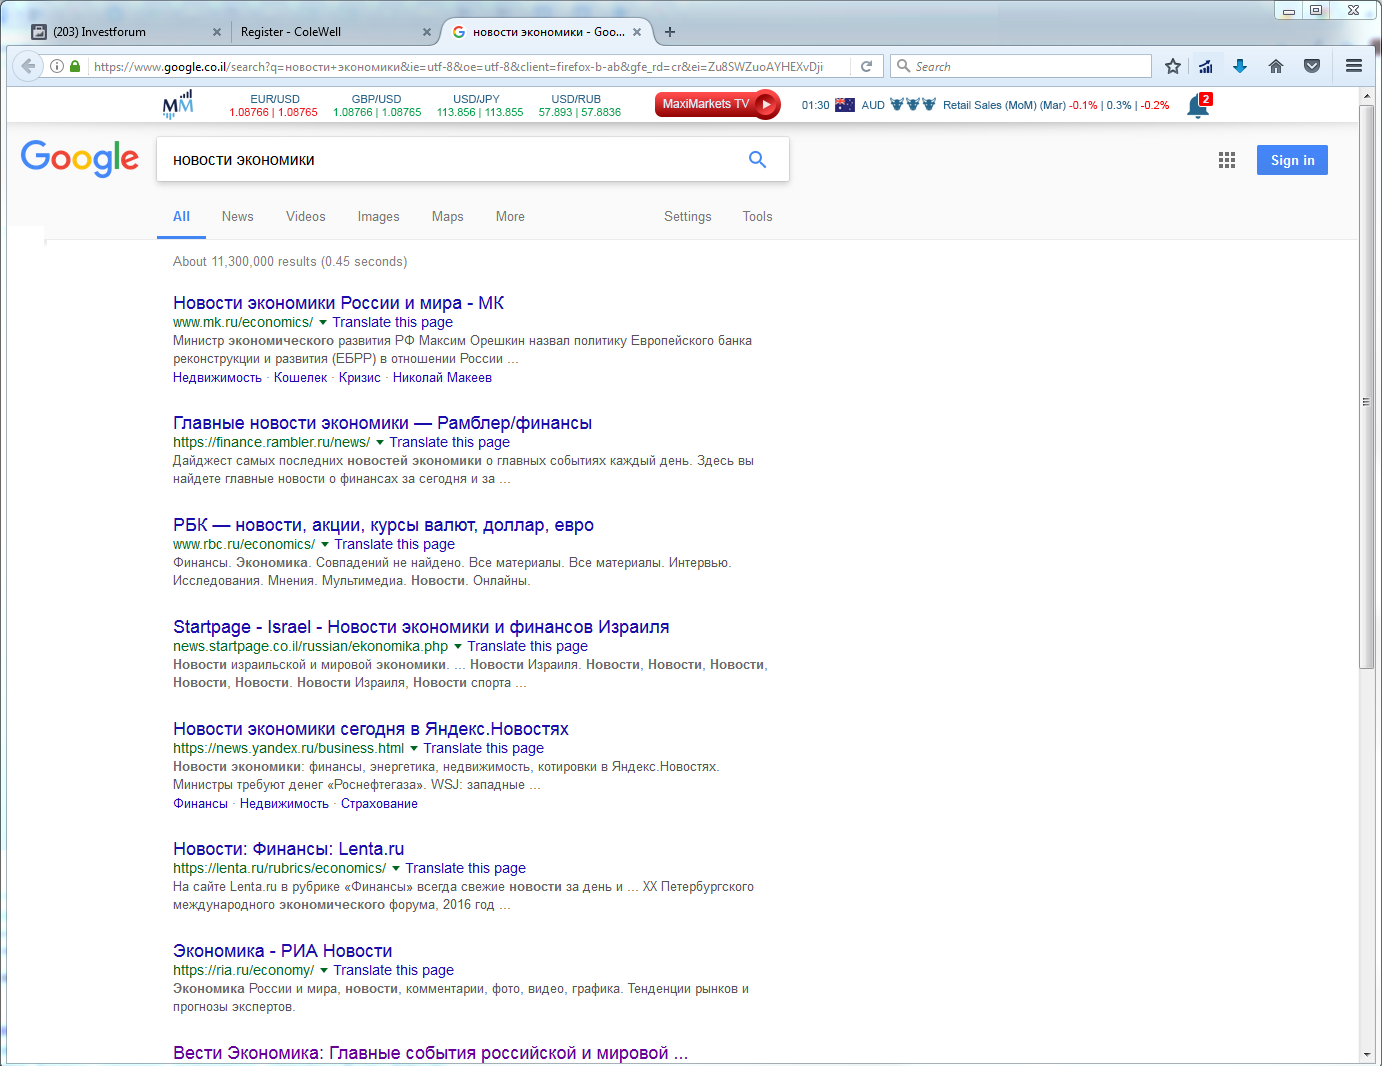 (203) Investforum
Register - ColeWell
новости экономики - Goo...
https://www.google.co.il/search?q=новости+экономики&ie=utf-8&oe=utf-8&client=firefox-b-ab&gfe_rd=cr&ei=Zu8SWZuoAYHEXvDji
Search
MM
EUR/USD
1.08766 | 1.08765
GBP/USD
1.08766 | 1.08765
USD/JPY
113.856 | 113.855
USD/RUB
57.893 | 57.8836
MaxiMarkets TV
01:30 AUD Retail Sales (MoM) (Mar) -0.1% | 0.3% | -0.2%
2
Google
новости экономики
Sign in
All News Videos Images Maps More Settings Tools
About 11,300,000 results (0.45 seconds)
Новости экономики России и мира - МК
www.mk.ru/economics/ Translate this page
Министр экономического развития РФ Максим Орешкин назвал политику Европейского банка
реконструкции и развития (ЕБРР) в отношении России ...
Недвижимость · Кошелек · Кризис · Николай Макеев
Главные новости экономики — Рамблер/финансы
https://finance.rambler.ru/news/ Translate this page
Дайджест самых последних новостей экономики о главных событиях каждый день. Здесь вы
найдете главные новости о финансах за сегодня и за ...
РБК — новости, акции, курсы валют, доллар, евро
www.rbc.ru/economics/ Translate this page
Финансы. Экономика. Совпадений не найдено. Все материалы. Все материалы. Интервью.
Исследования. Мнения. Мультимедиа. Новости. Онлайны.
Startpage - Israel - Новости экономики и финансов Израиля
news.startpage.co.il/russian/ekonomika.php Translate this page
Новости израильской и мировой экономики. ... Новости Израиля. Новости, Новости, Новости,
Новости, Новости. Новости Израиля, Новости спорта ...
Новости экономики сегодня в Яндекс.Новостях
https://news.yandex.ru/business.html Translate this page
Новости экономики: финансы, энергетика, недвижимость, котировки в Яндекс.Новостях.
Министры требуют денег «Роснефтегаза». WSJ: западные ...
Финансы · Недвижимость · Страхование
Новости: Финансы: Lenta.ru
https://lenta.ru/rubrics/economics/ Translate this page
На сайте Lenta.ru в рубрике «Финансы» всегда свежие новости за день и ... XX Петербургского
международного экономического форума, 2016 год ...
Экономика - РИА Новости
https://ria.ru/economy/ Translate this page
Экономика России и мира, новости, комментарии, фото, видео, графика. Тенденции рынков и
прогнозы экспертов.
Вести Экономика: Главные события российской и мировой ...